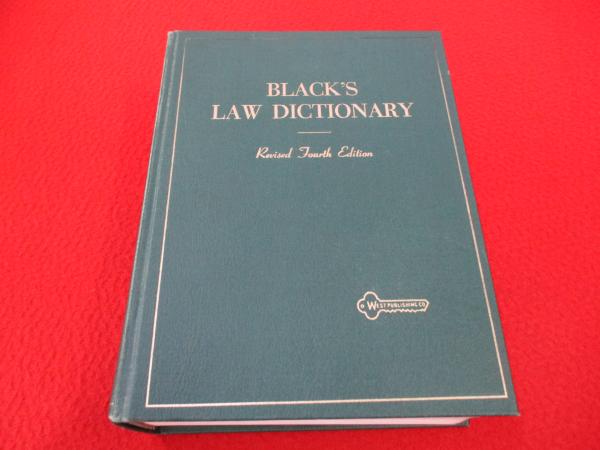 BLACK'S
LAW DICTIONARY
Revised Fourth Edition
WEST PUBLISHING CO